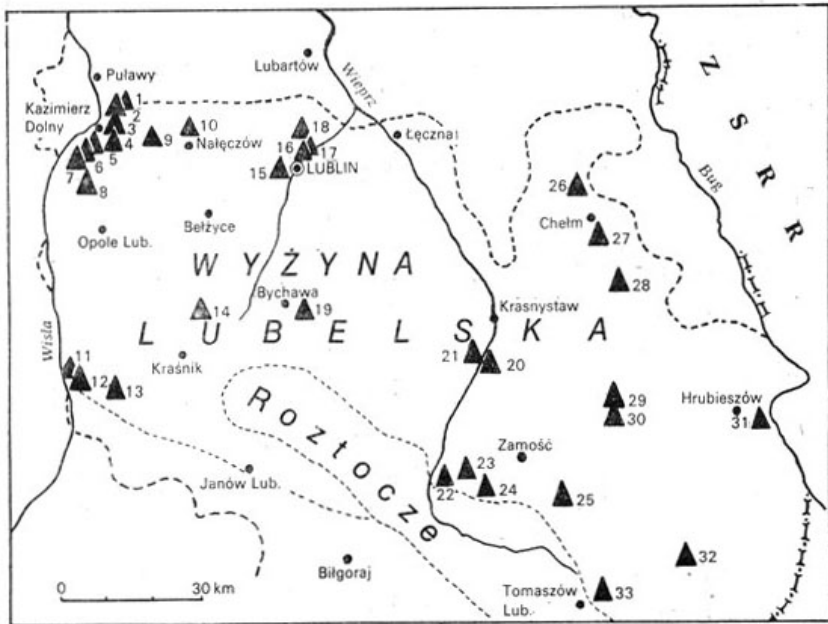 Puławy
Lubartów
Wieprz
Z S R R
Kazimierz
Dolny
1
2
3
4
5
6
7
8
9
10
Nałęczów
Łęczna
18
16
17
15
LUBLIN
26
Bug
Chełm
27
28
Opole Lub.
Bełżyce
WYŻYNA
14
Bychawa
19
Krasnystaw
LUBELSKA
Wisła
Kraśnik
21
20
11
12
13
29
30
Hrubieszów
31
Roztocze
Zamość
23
22
24
25
Janów Lub.
Biłgoraj
32
0
30 km
Tomaszów
Lub.
33